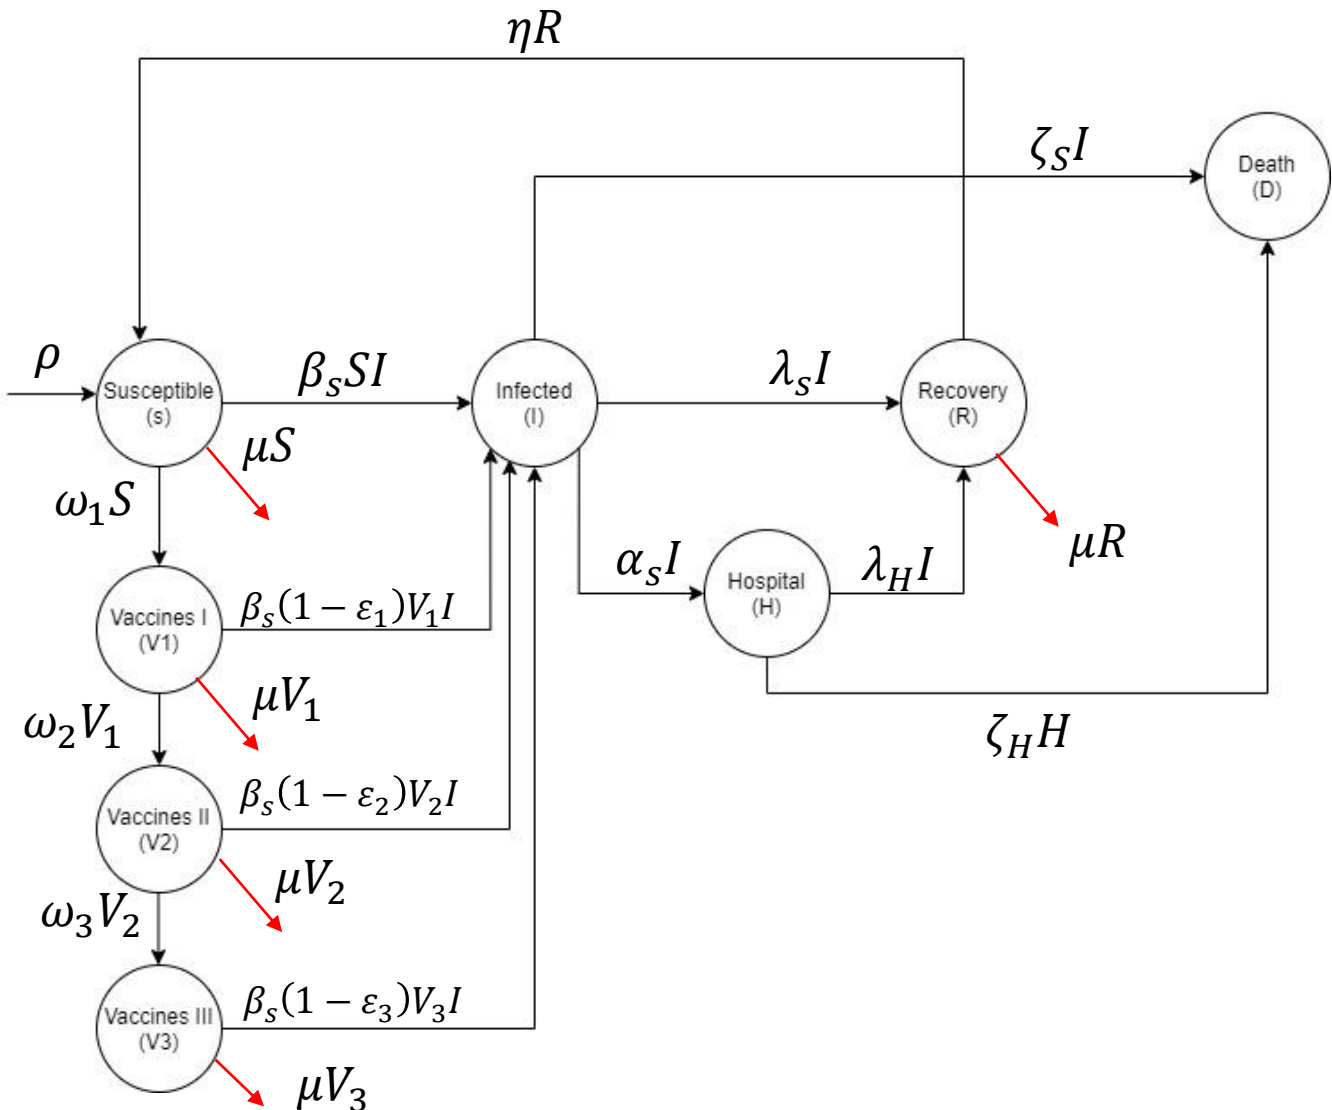 ηR
ζ_S I
Death
(D)
ρ
Susceptible
(s)
β_s SI
Infected
(I)
λ_s I
Recovery
(R)
μS
ω_1 S
μR
α_s I
Hospital
(H)
λ_H I
Vaccines I
(V1)
β_s(1 − ε_1)V_1 I
μV_1
ω_2 V_1
ζ_H H
Vaccines II
(V2)
β_s(1 − ε_2)V_2 I
μV_2
ω_3 V_2
Vaccines III
(V3)
β_s(1 − ε_3)V_3 I
μV_3